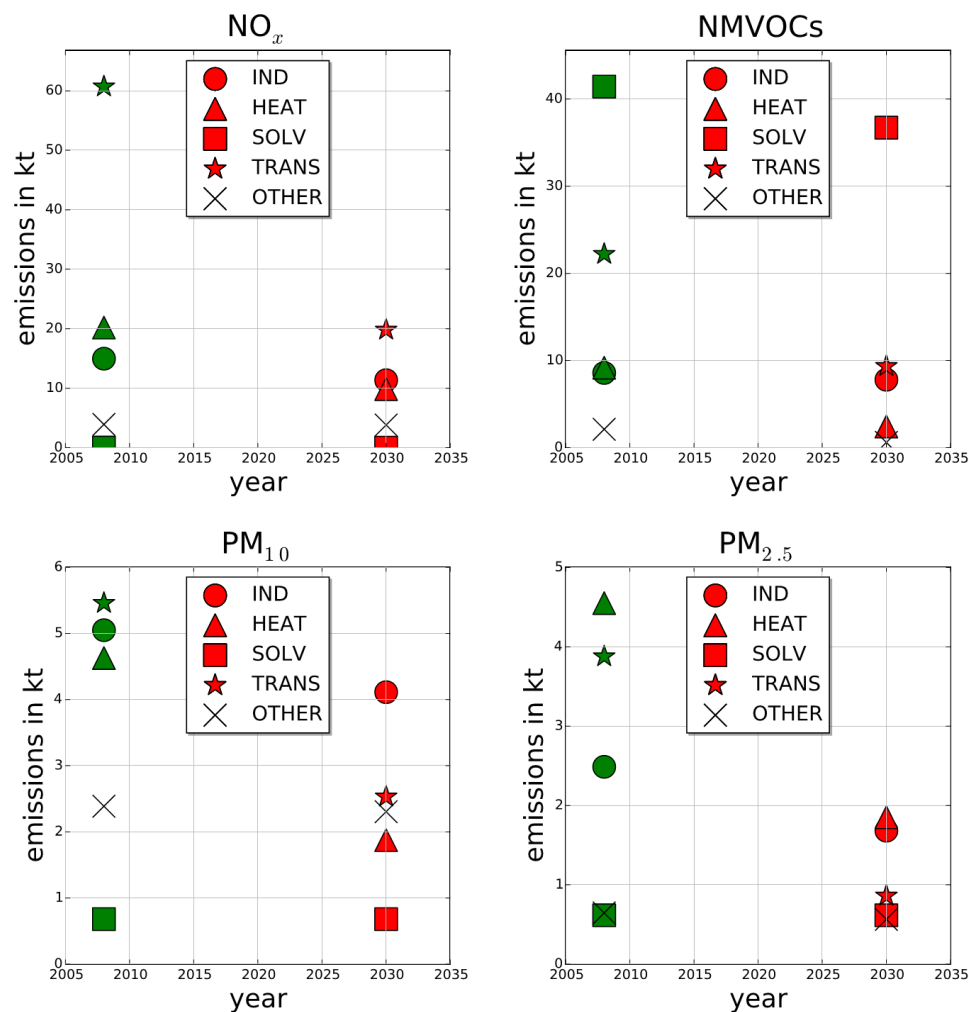 NOx
emissions in kt
60
50
40
30
20
10
0
IND
HEAT
SOLV
TRANS
OTHER
2005 2010 2015 2020 2025 2030 2035
year
NMVOCs
emissions in kt
40
30
20
10
0
IND
HEAT
SOLV
TRANS
OTHER
2005 2010 2015 2020 2025 2030 2035
year
PM10
emissions in kt
6
5
4
3
2
1
0
IND
HEAT
SOLV
TRANS
OTHER
2005 2010 2015 2020 2025 2030 2035
year
PM2.5
emissions in kt
5
4
3
2
1
0
IND
HEAT
SOLV
TRANS
OTHER
2005 2010 2015 2020 2025 2030 2035
year